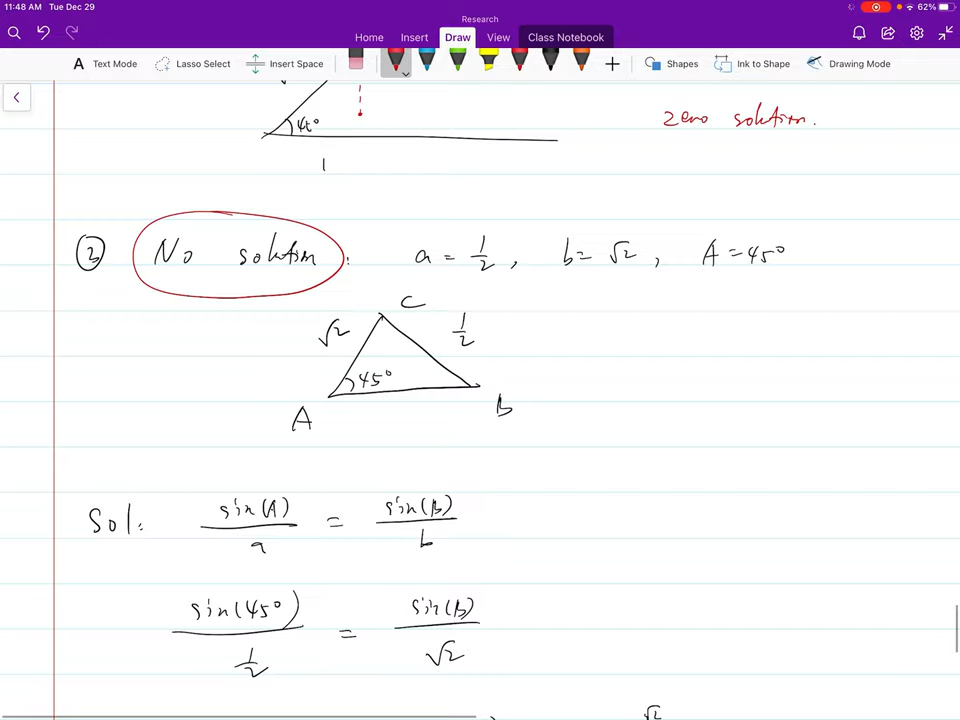 11:48 AM Tue Dec 29
62%
Research
Home Insert Draw View Class Notebook
Text Mode Lasso Select Insert Space + Shapes Ink to Shape Drawing Mode
45°
zero solution.
1
② No solution: a = 1/2, b = √2, A = 45°
C
√2 1/2
45°
A B
Sol: sin(A)/a = sin(B)/b
sin(45°)/(1/2) = sin(B)/√2
√2